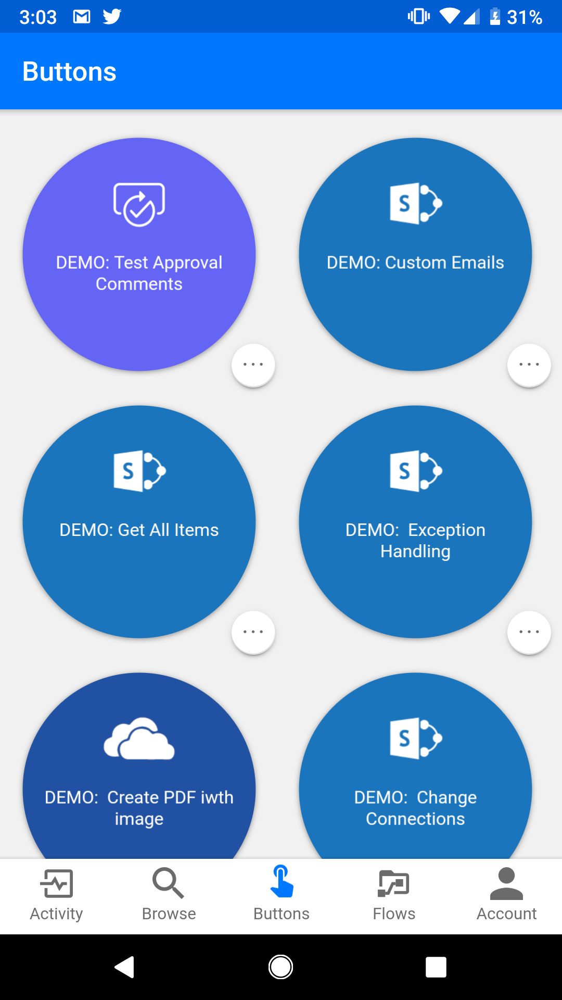 3:03 31%
Buttons
DEMO: Test Approval
Comments
S
DEMO: Custom Emails
S
DEMO: Get All Items
S
DEMO:  Exception
Handling
DEMO:  Create PDF iwth
image
S
DEMO:  Change
Connections
Activity Browse Buttons Flows Account